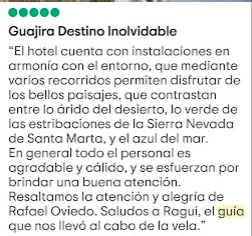 Guajira Destino Inolvidable
“El hotel cuenta con instalaciones en
armonía con el entorno, que mediante
varios recorridos permiten disfrutar de
los bellos paisajes, que contrastan
entre lo árido del desierto, lo verde de
las estribaciones de la Sierra Nevada
de Santa Marta, y el azul del mar.
En general todo el personal es
agradable y cálido, y se esfuerzan por
brindar una buena atención.
Resaltamos la atención y alegría de
Rafael Oviedo. Saludos a Ragui, el guía
que nos llevó al cabo de la vela.”